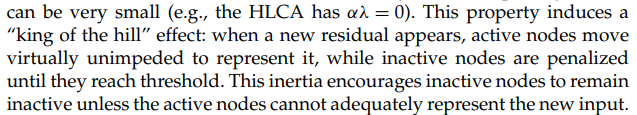 can be very small (e.g., the HLCA has αλ = 0). This property induces a
“king of the hill” effect: when a new residual appears, active nodes move
virtually unimpeded to represent it, while inactive nodes are penalized
until they reach threshold. This inertia encourages inactive nodes to remain
inactive unless the active nodes cannot adequately represent the new input.